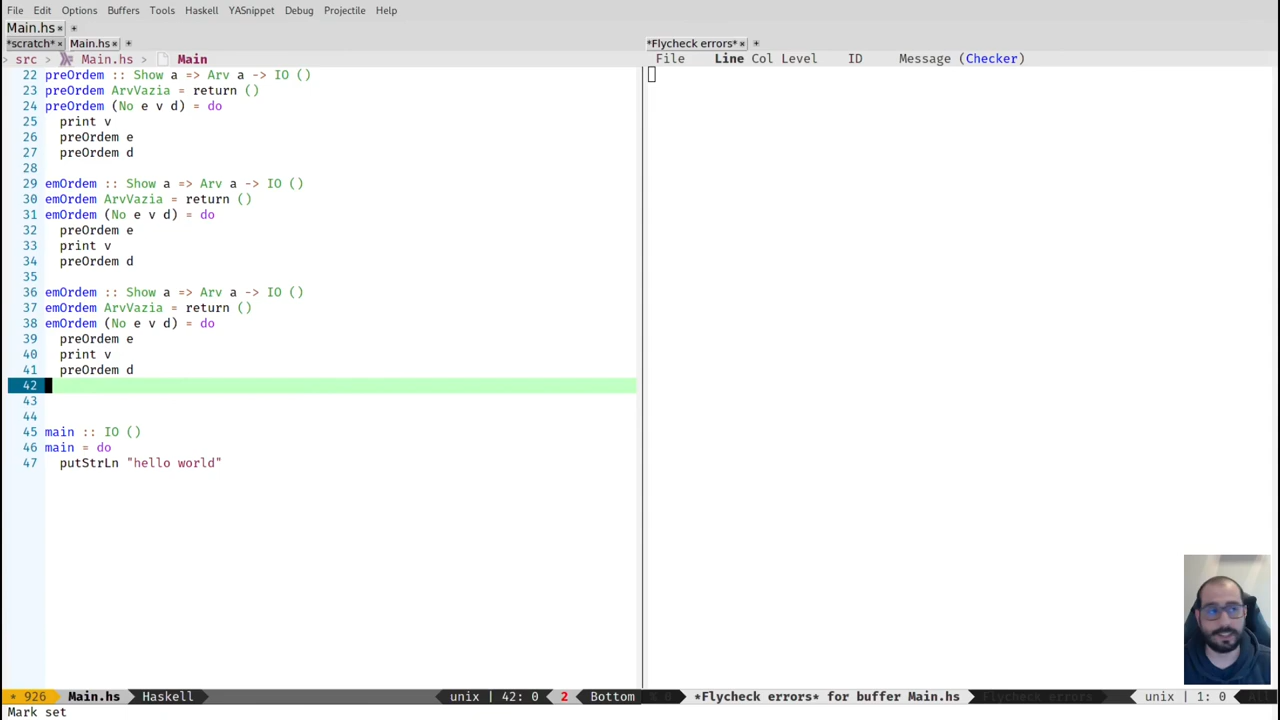 File Edit Options Buffers Tools Haskell YASnippet Debug Projectile Help
Main.hs × +
*scratch* × Main.hs × +
*Flycheck errors* × +
> src > Main.hs > Main
File Line Col Level ID Message (Checker)
22 preOrdem :: Show a => Arv a -> IO ()
23 preOrdem ArvVazia = return ()
24 preOrdem (No e v d) = do
25 print v
26 preOrdem e
27 preOrdem d
28
29 emOrdem :: Show a => Arv a -> IO ()
30 emOrdem ArvVazia = return ()
31 emOrdem (No e v d) = do
32 preOrdem e
33 print v
34 preOrdem d
35
36 emOrdem :: Show a => Arv a -> IO ()
37 emOrdem ArvVazia = return ()
38 emOrdem (No e v d) = do
39 preOrdem e
40 print v
41 preOrdem d
42
43
44
45 main :: IO ()
46 main = do
47 putStrLn "hello world"
* 926 Main.hs Haskell unix | 42: 0 2 Bottom
*Flycheck errors* for buffer Main.hs Flycheck errors unix | 1: 0 All
Mark set